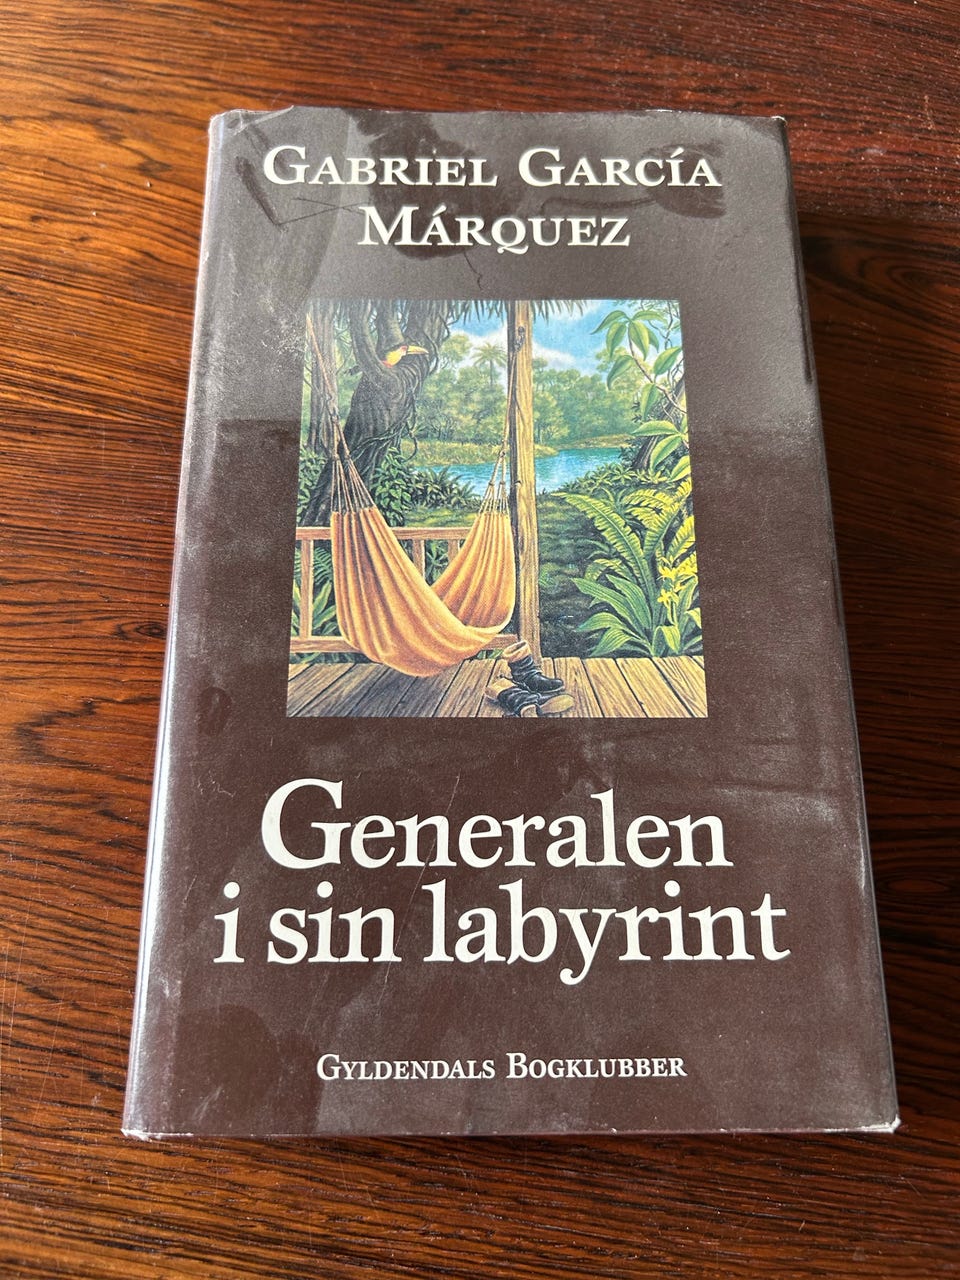 GABRIEL GARCÍA
MÁRQUEZ
Generalen
i sin labyrint
GYLDENDALS BOGKLUBBER